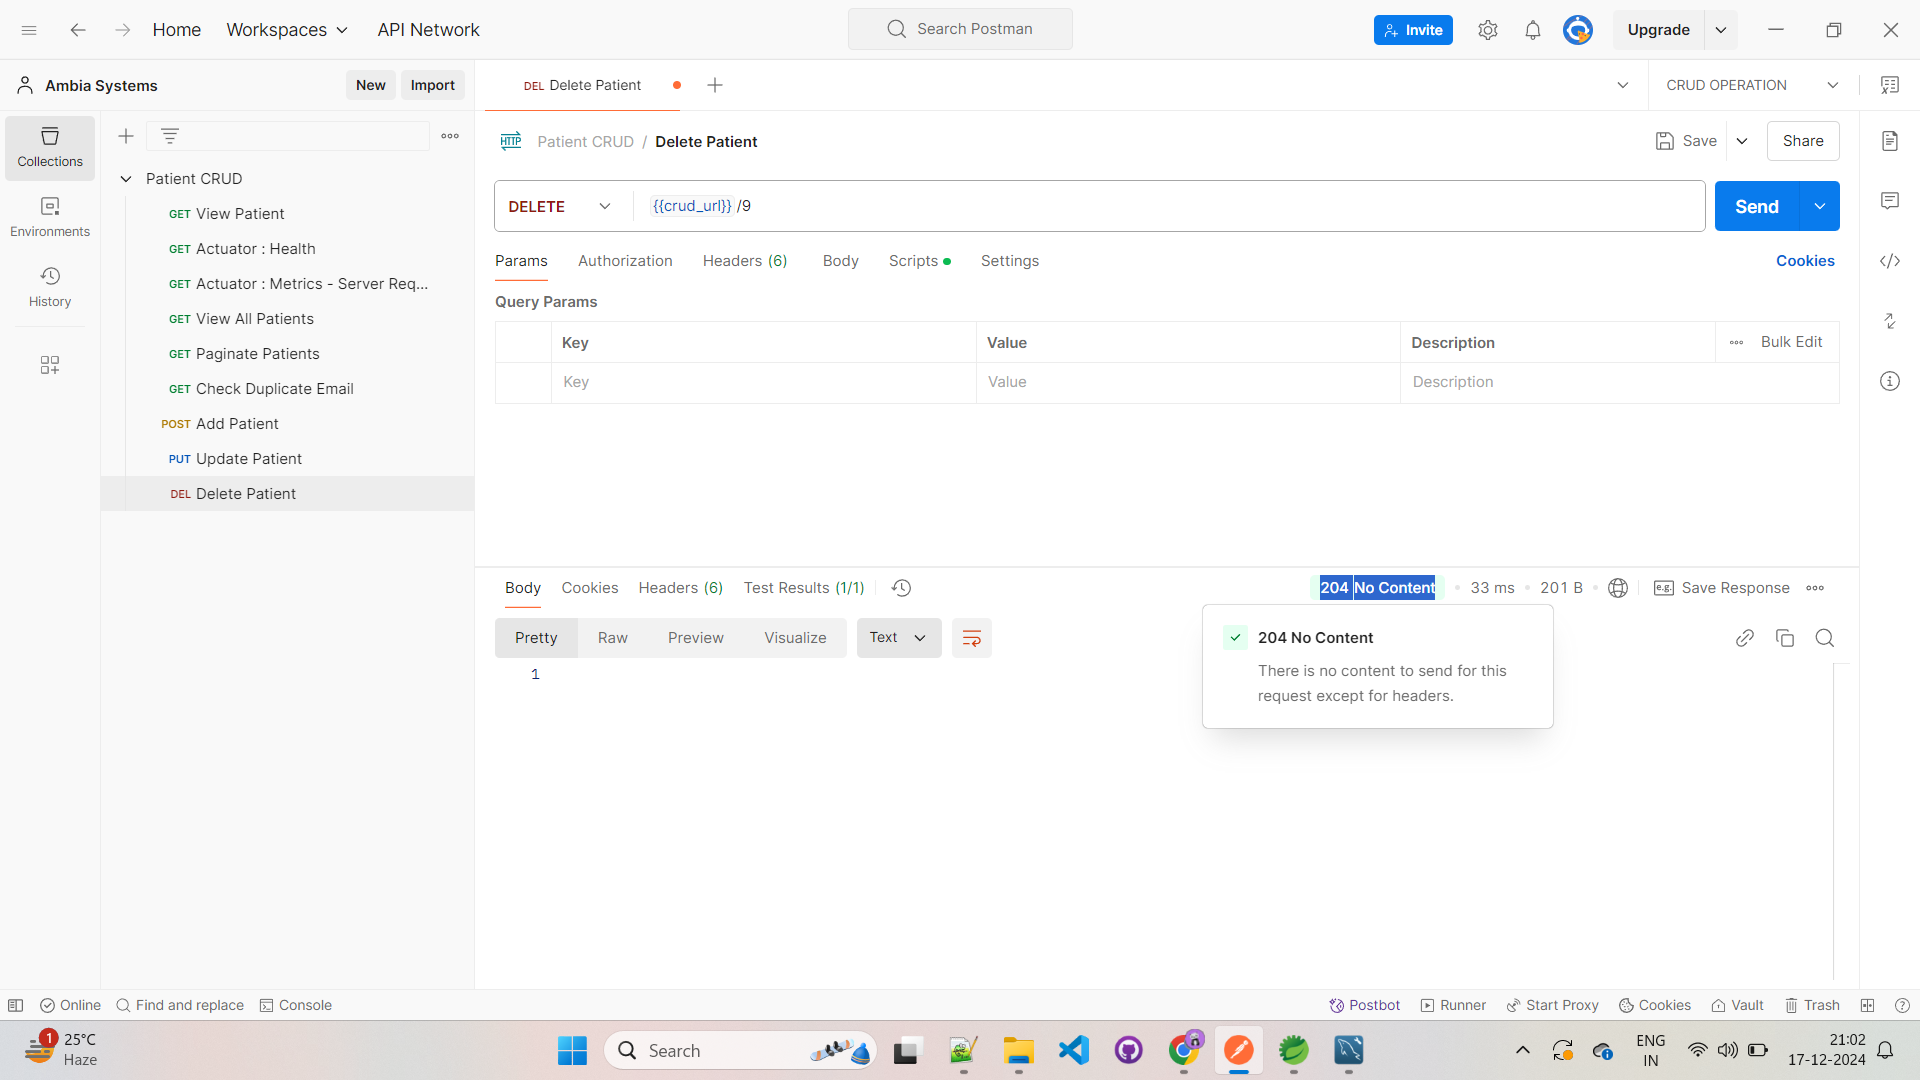 Home Workspaces API Network Search Postman Invite Upgrade
Ambia Systems New Import DEL Delete Patient CRUD OPERATION
Collections
Environments
History
Patient CRUD
GET View Patient
GET Actuator : Health
GET Actuator : Metrics - Server Req...
GET View All Patients
GET Paginate Patients
GET Check Duplicate Email
POST Add Patient
PUT Update Patient
DEL Delete Patient
HTTP Patient CRUD / Delete Patient Save Share
DELETE {{crud_url}} /9 Send
Params Authorization Headers (6) Body Scripts Settings Cookies
Query Params
Key Value Description Bulk Edit
Key Value Description
Body Cookies Headers (6) Test Results (1/1) 204 No Content 33 ms 201 B e.g. Save Response
Pretty Raw Preview Visualize Text
1
204 No Content
There is no content to send for this
request except for headers.
Online Find and replace Console Postbot Runner Start Proxy Cookies Vault Trash
1 25°C
Haze
Search
ENG
IN
21:02
17-12-2024